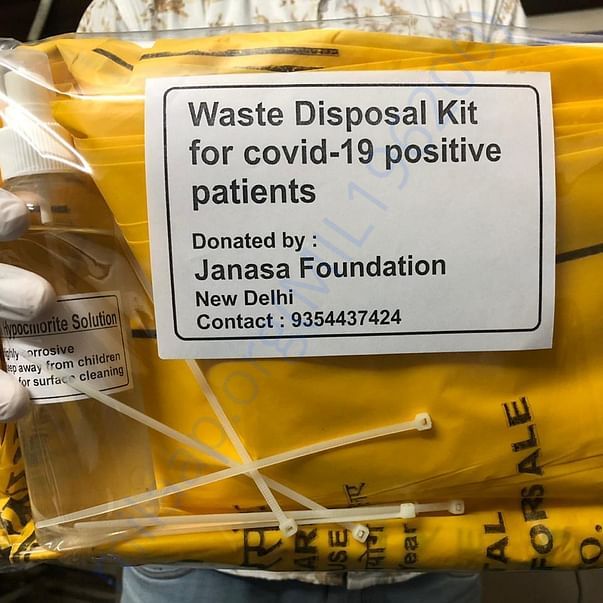 Waste Disposal Kit
for covid-19 positive
patients
Donated by :
Janasa Foundation
New Delhi
Contact : 9354437424
Hypochlorite Solution
corrosive
away from children
for surface cleaning
FOR SALE